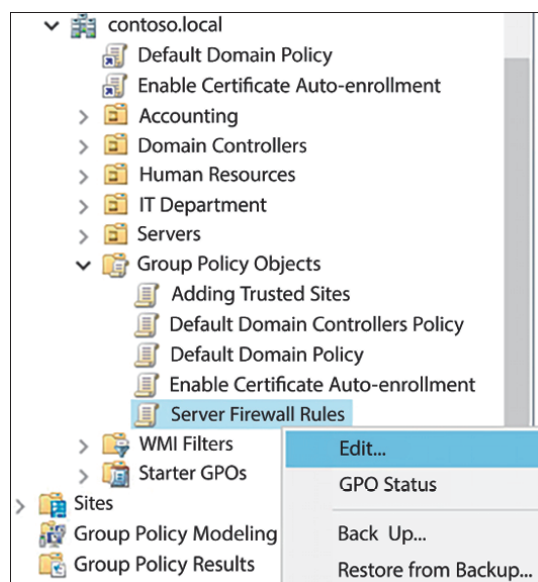 contoso.local
Default Domain Policy
Enable Certificate Auto-enrollment
Accounting
Domain Controllers
Human Resources
IT Department
Servers
Group Policy Objects
Adding Trusted Sites
Default Domain Controllers Policy
Default Domain Policy
Enable Certificate Auto-enrollment
Server Firewall Rules
WMI Filters
Edit...
Starter GPOs
GPO Status
Sites
Group Policy Modeling
Back Up...
Group Policy Results
Restore from Backup...